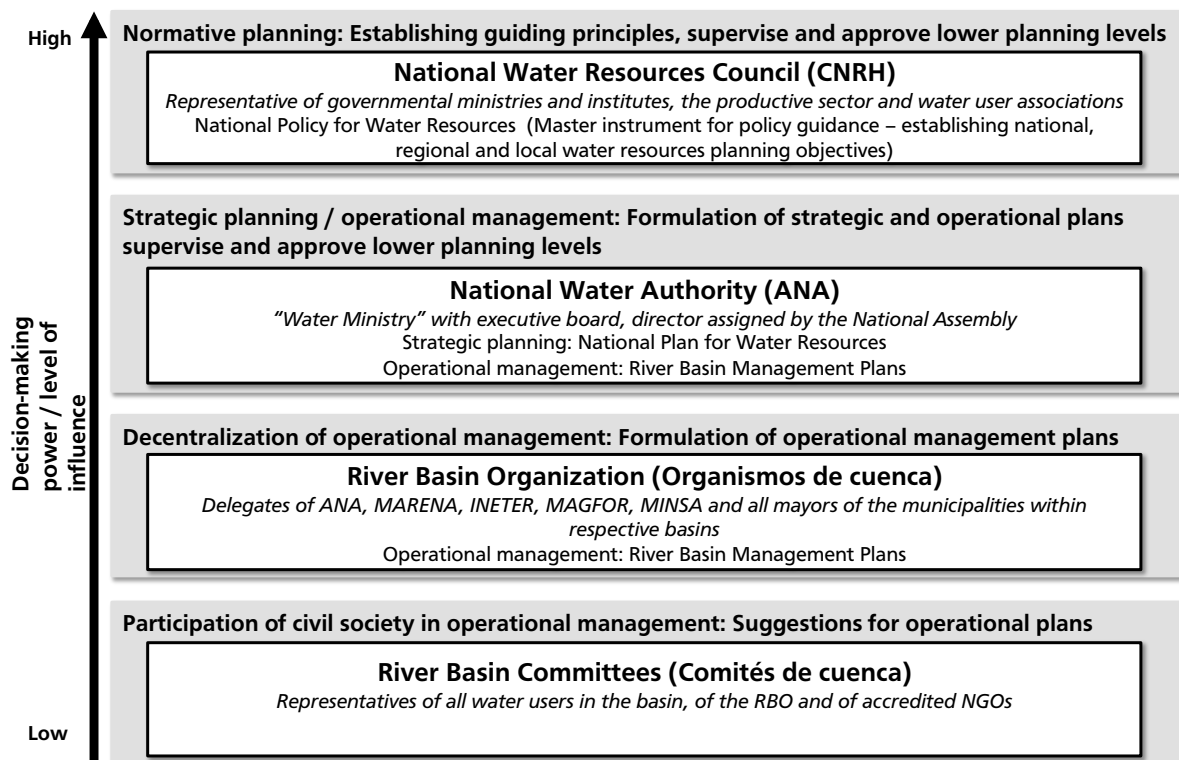 High
Normative planning: Establishing guiding principles, supervise and approve lower planning levels
National Water Resources Council (CNRH)
Representative of governmental ministries and institutes, the productive sector and water user associations
National Policy for Water Resources (Master instrument for policy guidance – establishing national,
regional and local water resources planning objectives)
Strategic planning / operational management: Formulation of strategic and operational plans
supervise and approve lower planning levels
National Water Authority (ANA)
“Water Ministry” with executive board, director assigned by the National Assembly
Strategic planning: National Plan for Water Resources
Operational management: River Basin Management Plans
Decision-making
power / level of
influence
Decentralization of operational management: Formulation of operational management plans
River Basin Organization (Organismos de cuenca)
Delegates of ANA, MARENA, INETER, MAGFOR, MINSA and all mayors of the municipalities within
respective basins
Operational management: River Basin Management Plans
Participation of civil society in operational management: Suggestions for operational plans
River Basin Committees (Comités de cuenca)
Representatives of all water users in the basin, of the RBO and of accredited NGOs
Low